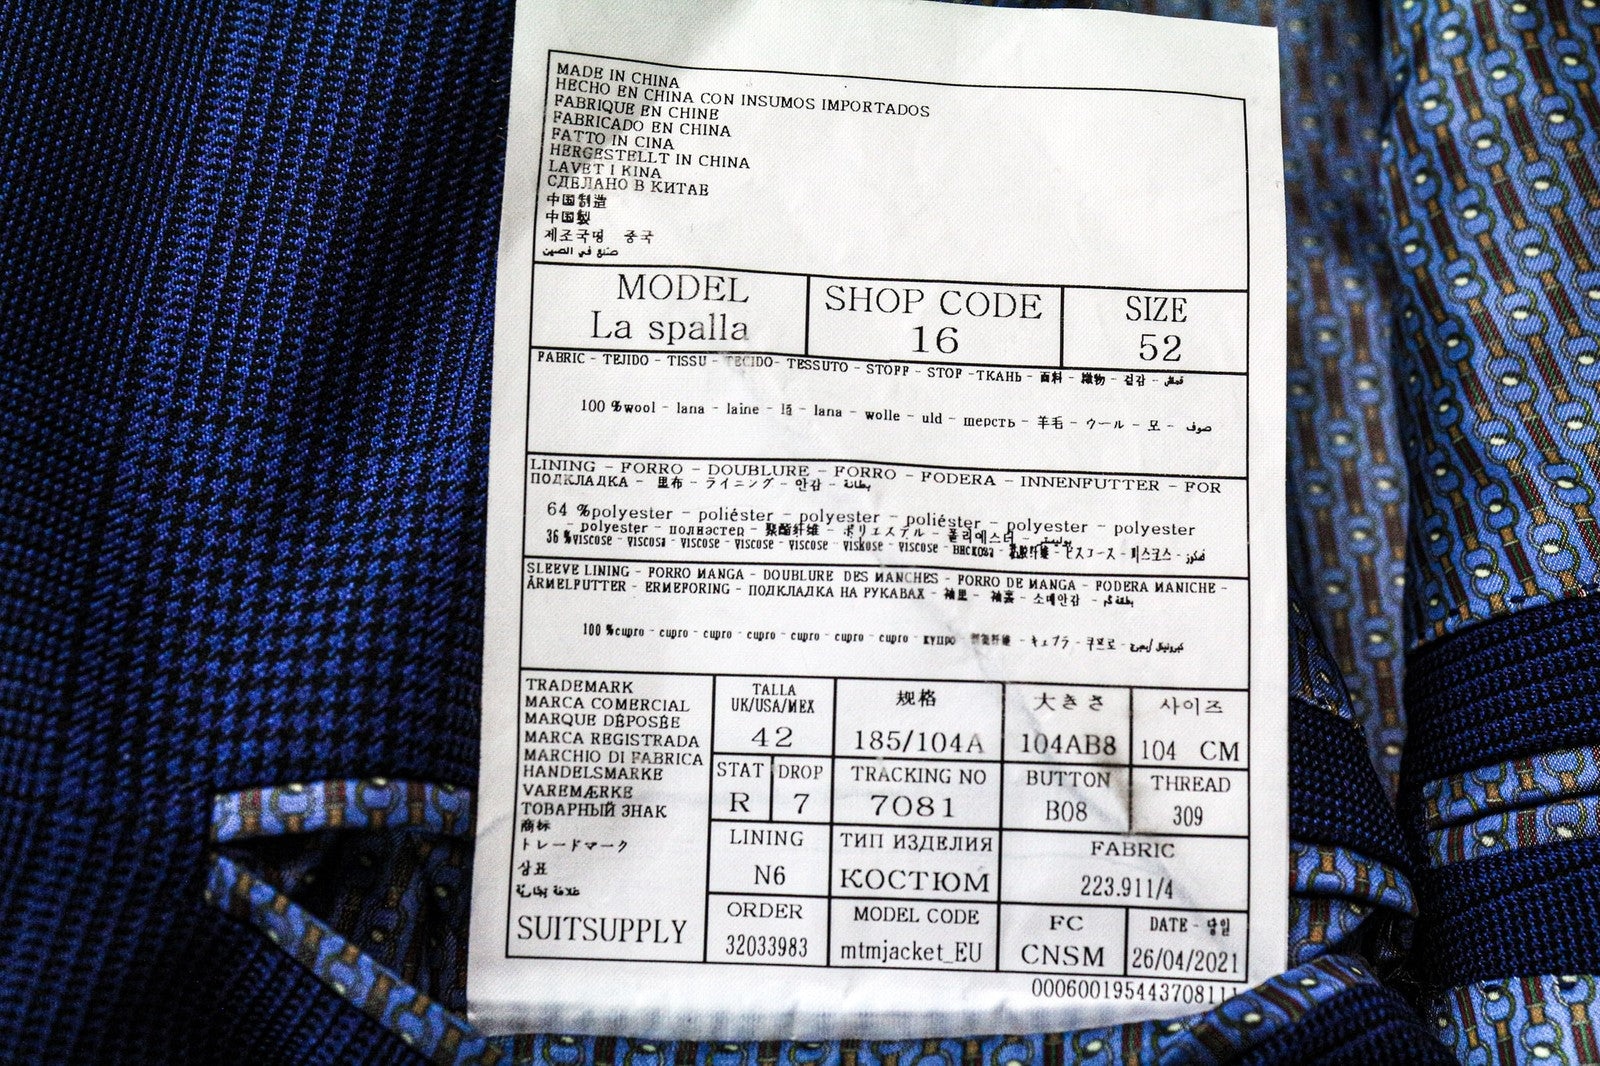 MADE IN CHINA
HECHO EN CHINA CON INSUMOS IMPORTADOS
FABRIQUE EN CHINE
FABRICADO EN CHINA
FATTO IN CINA
HERGESTELLT IN CHINA
LAVET I KINA
СДЕЛАНО В КИТАЕ
中国制造
中国製
제조국명 중국
صنع في الصين
MODEL
La spalla
SHOP CODE
16
SIZE
52
FABRIC - TEJIDO - TISSU - TECIDO- TESSUTO - STOFF - STOF -ТКАНЬ - 面料 - 織物 - 겉감 - قماش
100 %wool - lana - laine - lã - lana - wolle - uld - шерсть - 羊毛 - ウール - 모 - صوف
LINING - FORRO - DOUBLURE - FORRO - FODERA - INNENFUTTER - FOR
ПОДКЛАДКА - 里布 - ライニング - 안감 - بطانة
64 %polyester - poliéster - polyester - poliéster - polyester - polyester
- polyester - полиэстер - 聚酯纤维 - ポリエステル - 폴리에스터 - بوليستر
36 %viscose - viscosa - viscose - viscose - viscose - viskose - viscose - вискоза - 粘胶纤维 - ビスコース - 비스코스 - فسكوز
SLEEVE LINING - FORRO MANGA - DOUBLURE DES MANCHES - FORRO DE MANGA - FODERA MANICHE -
ÄRMELFUTTER - ERMEFORING - ПОДКЛАДКА НА РУКАВАХ - 袖里 - 袖裏 - 소매안감 -
100 %cupro - cupro - cupro - cupro - cupro - cupro - cupro - купро - - キュプラ - 큐프로 -
TRADEMARK
MARCA COMERCIAL
MARQUE DÉPOSÉE
MARCA REGISTRADA
MARCHIO DI FABRICA
HANDELSMARKE
VAREMÆRKE
ТОВАРНЫЙ ЗНАК
商标
トレードマーク
상표
علامة تجارية
SUITSUPPLY
TALLA
UK/USA/MEX
42
规格
185/104A
大きさ
104AB8
사이즈
104 CM
STAT
R
DROP
7
TRACKING NO
7081
BUTTON
B08
THREAD
309
LINING
N6
ТИП ИЗДЕЛИЯ
КОСТЮМ
FABRIC
223.911/4
ORDER
32033983
MODEL CODE
mtmjacket_EU
FC
CNSM
DATE -
26/04/2021